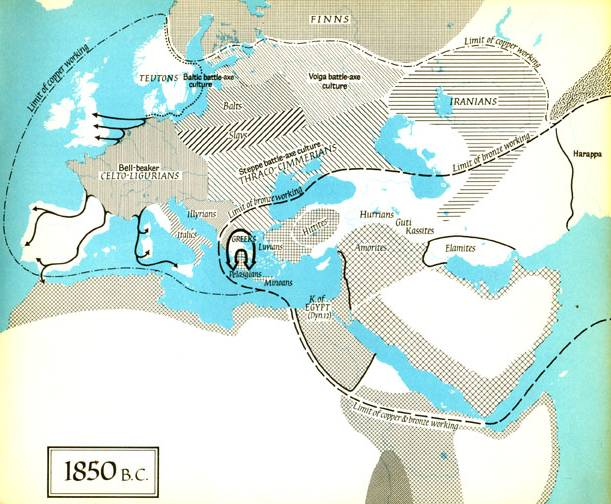 FINNS
Limit of copper working
Limit of copper working
TEUTONS
Baltic battle-axe
culture
Volga battle-axe
culture
Balts
IRANIANS
Slavs
Harappa
Steppe battle-axe culture
THRACO-CIMMERIANS
Limit of bronze working
Bell-beaker
CELTO-LIGURIANS
Limit of bronze working
Illyrians
Italics
GREEKS
Luvians
Hittites
Hurrians
Guti
Kassites
Amorites
Elamites
Pelasgians
Minoans
K. of
EGYPT
(Dyn.12)
Limit of copper & bronze working
1850 B.C.